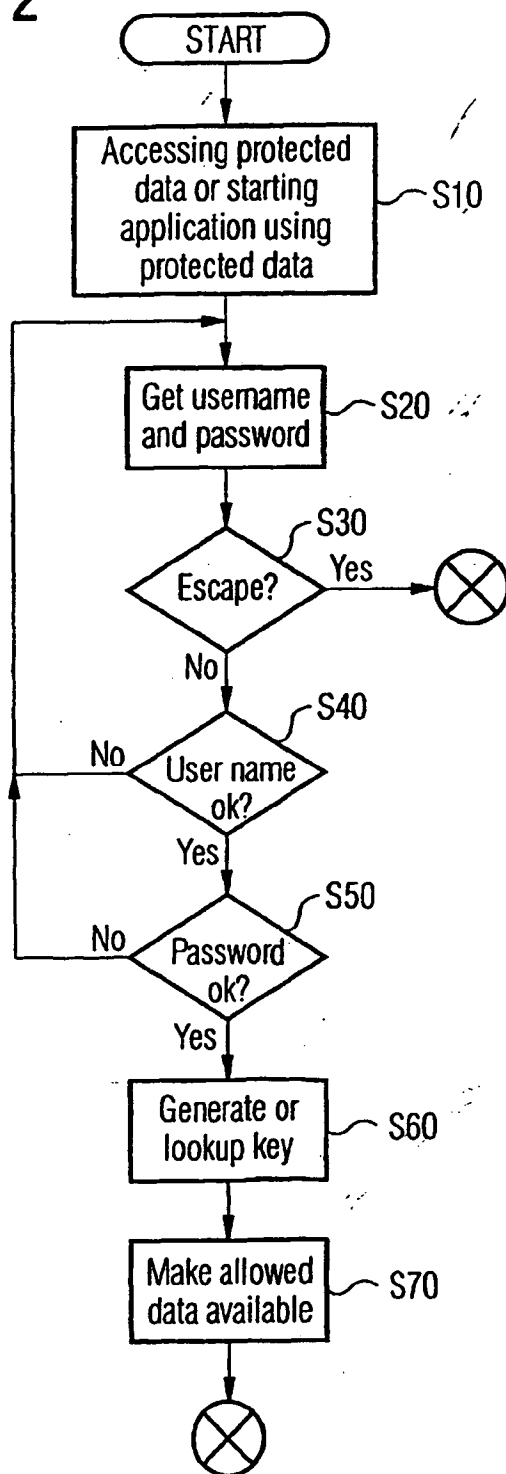 2
START
Accessing protected
data or starting
application using
protected data
S10
Get username
and password
S20
S30
Escape?
Yes
No
S40
No
User name
ok?
Yes
S50
No
Password
ok?
Yes
Generate or
lookup key
S60
Make allowed
data available
S70